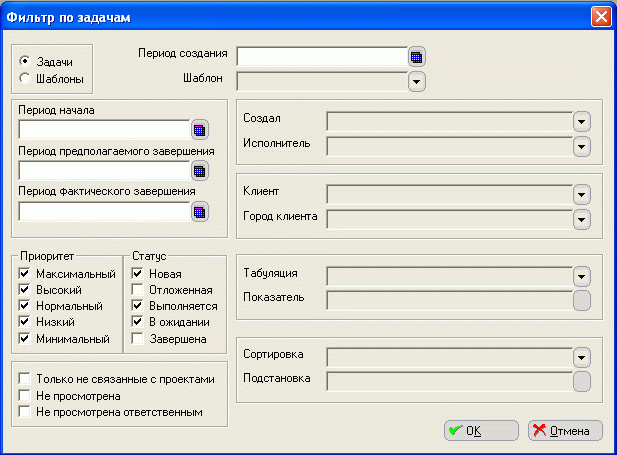 Фильтр по задачам
Задачи
Шаблоны
Период создания
Шаблон
Период начала
Период предполагаемого завершения
Период фактического завершения
Создал
Исполнитель
Клиент
Город клиента
Приоритет
Максимальный
Высокий
Нормальный
Низкий
Минимальный
Статус
Новая
Отложенная
Выполняется
В ожидании
Завершена
Табуляция
Показатель
Только не связанные с проектами
Не просмотрена
Не просмотрена ответственным
Сортировка
Подстановка
OK
Отмена